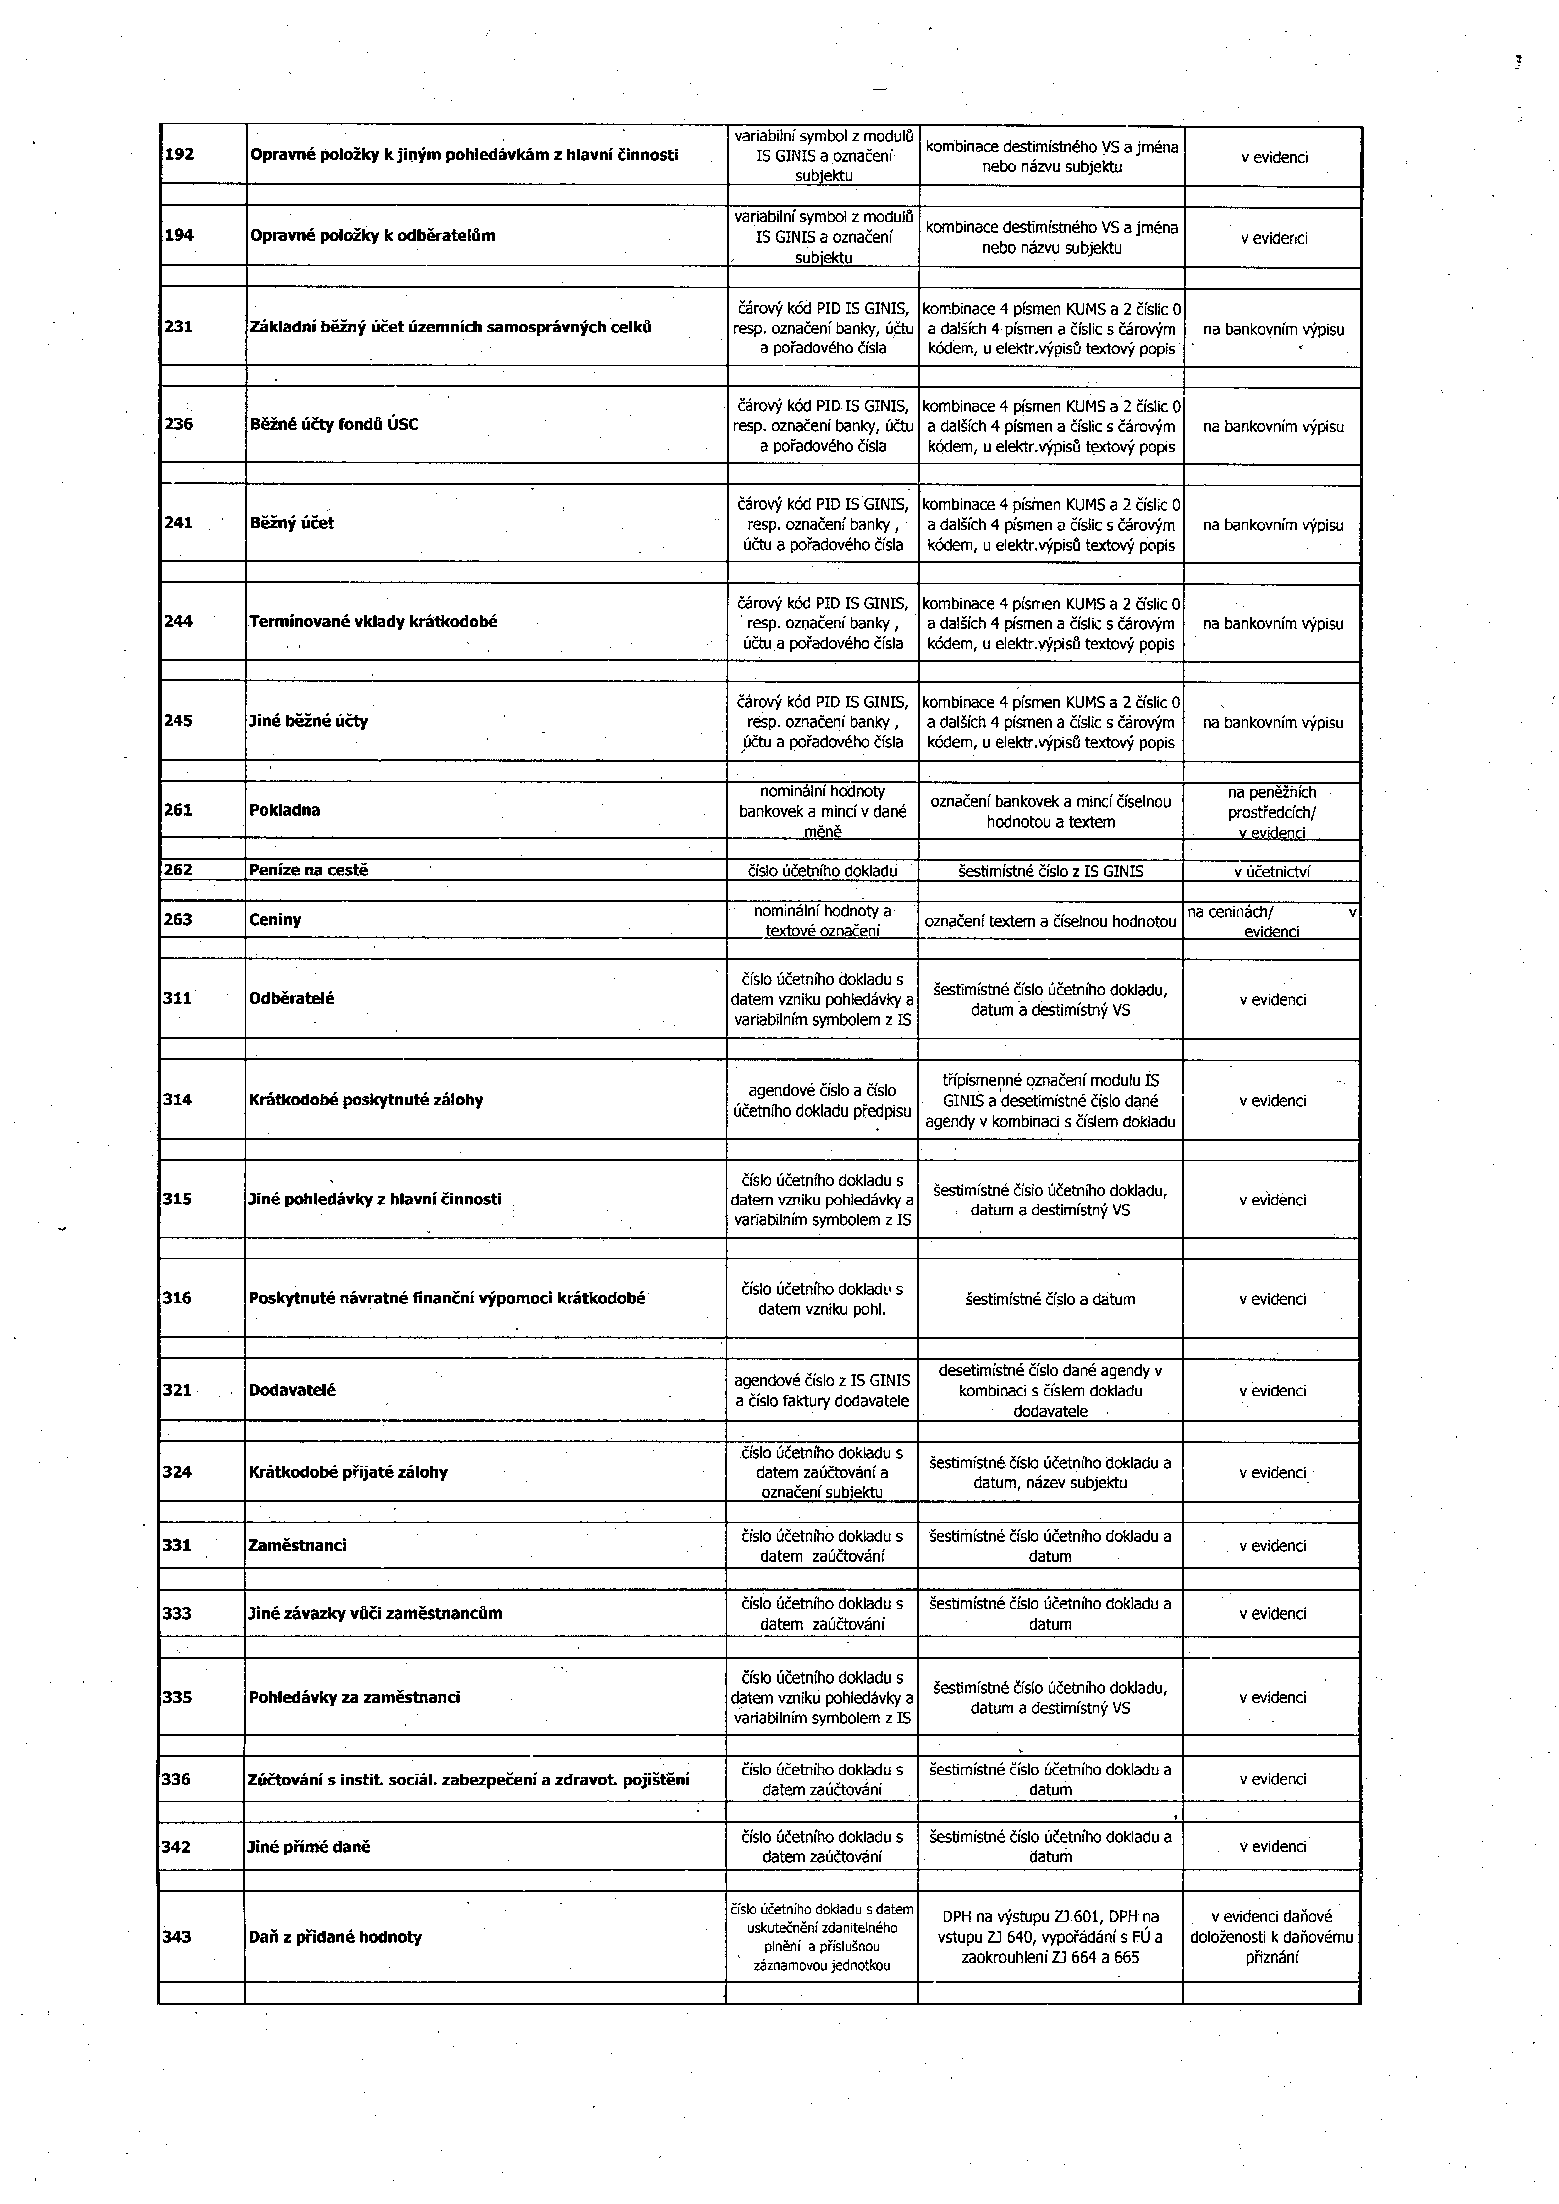 192
Opravné položky k jiným pohledávkám z hlavní činnosti
variabilní symbol z modulů
IS GINIS a označení
subjektu
kombinace destimístného VS a jména
nebo názvu subjektu
v evidenci
194
Opravné položky k odběratelům
variabilní symbol z modulů
IS GINIS a označení
subjektu
kombinace destimístného VS a jména
nebo názvu subjektu
v evidenci
231
Základní běžný účet územních samosprávných celků
čárový kód PID IS GINIS,
resp. označení banky, účtu
a pořadového čísla
kombinace 4 písmen KUMS a 2 číslic 0
a dalších 4 písmen a číslic s čárovým
kódem, u elektr.výpisů textový popis
na bankovním výpisu
236
Běžné účty fondů ÚSC
čárový kód PID IS GINIS,
resp. označení banky, účtu
a pořadového čísla
kombinace 4 písmen KUMS a 2 číslic 0
a dalších 4 písmen a číslic s čárovým
kódem, u elektr.výpisů textový popis
na bankovním výpisu
241
Běžný účet
čárový kód PID IS GINIS,
resp. označení banky ,
účtu a pořadového čísla
kombinace 4 písmen KUMS a 2 číslic 0
a dalších 4 písmen a číslic s čárovým
kódem, u elektr.výpisů textový popis
na bankovním výpisu
244
Termínované vklady krátkodobé
čárový kód PID IS GINIS,
resp. označení banky ,
účtu a pořadového čísla
kombinace 4 písmen KUMS a 2 číslic 0
a dalších 4 písmen a číslic s čárovým
kódem, u elektr.výpisů textový popis
na bankovním výpisu
245
Jiné běžné účty
čárový kód PID IS GINIS,
resp. označení banky ,
účtu a pořadového čísla
kombinace 4 písmen KUMS a 2 číslic 0
a dalších 4 písmen a číslic s čárovým
kódem, u elektr.výpisů textový popis
na bankovním výpisu
261
Pokladna
nominální hodnoty
bankovek a mincí v dané
měně
označení bankovek a mincí číselnou
hodnotou a textem
na peněžních
prostředcích/
v evidenci
262
Peníze na cestě
číslo účetního dokladu
šestimístné číslo z IS GINIS
v účetnictví
263
Ceniny
nominální hodnoty a
textové označení
označení textem a číselnou hodnotou
na ceninách/ v
evidenci
311
Odběratelé
číslo účetního dokladu s
datem vzniku pohledávky a
variabilním symbolem z IS
šestimístné číslo účetního dokladu,
datum a destimístný VS
v evidenci
314
Krátkodobé poskytnuté zálohy
agendové číslo a číslo
účetního dokladu předpisu
třípísmenné označení modulu IS
GINIS a desetimístné číslo dané
agendy v kombinaci s číslem dokladu
v evidenci
315
Jiné pohledávky z hlavní činnosti
číslo účetního dokladu s
datem vzniku pohledávky a
variabilním symbolem z IS
šestimístné číslo účetního dokladu,
datum a destimístný VS
v evidenci
316
Poskytnuté návratné finanční výpomoci krátkodobé
číslo účetního dokladu s
datem vzniku pohl.
šestimístné číslo a datum
v evidenci
321
Dodavatelé
agendové číslo z IS GINIS
a číslo faktury dodavatele
desetimístné číslo dané agendy v
kombinaci s číslem dokladu
dodavatele
v evidenci
324
Krátkodobé přijaté zálohy
číslo účetního dokladu s
datem zaúčtování a
označení subjektu
šestimístné číslo účetního dokladu a
datum, název subjektu
v evidenci
331
Zaměstnanci
číslo účetního dokladu s
datem zaúčtování
šestimístné číslo účetního dokladu a
datum
v evidenci
333
Jiné závazky vůči zaměstnancům
číslo účetního dokladu s
datem zaúčtování
šestimístné číslo účetního dokladu a
datum
v evidenci
335
Pohledávky za zaměstnanci
číslo účetního dokladu s
datem vzniku pohledávky a
variabilním symbolem z IS
šestimístné číslo účetního dokladu,
datum a destimístný VS
v evidenci
336
Zúčtování s instit. sociál. zabezpečení a zdravot. pojištění
číslo účetního dokladu s
datem zaúčtování
šestimístné číslo účetního dokladu a
datum
v evidenci
342
Jiné přímé daně
číslo účetního dokladu s
datem zaúčtování
šestimístné číslo účetního dokladu a
datum
v evidenci
343
Daň z přidané hodnoty
číslo účetního dokladu s datem
uskutečnění zdanitelného
plnění a příslušnou
záznamovou jednotkou
DPH na výstupu ZJ 601, DPH na
vstupu ZJ 640, vypořádání s FÚ a
zaokrouhlení ZJ 664 a 665
v evidenci daňové
doloženosti k daňovému
přiznání